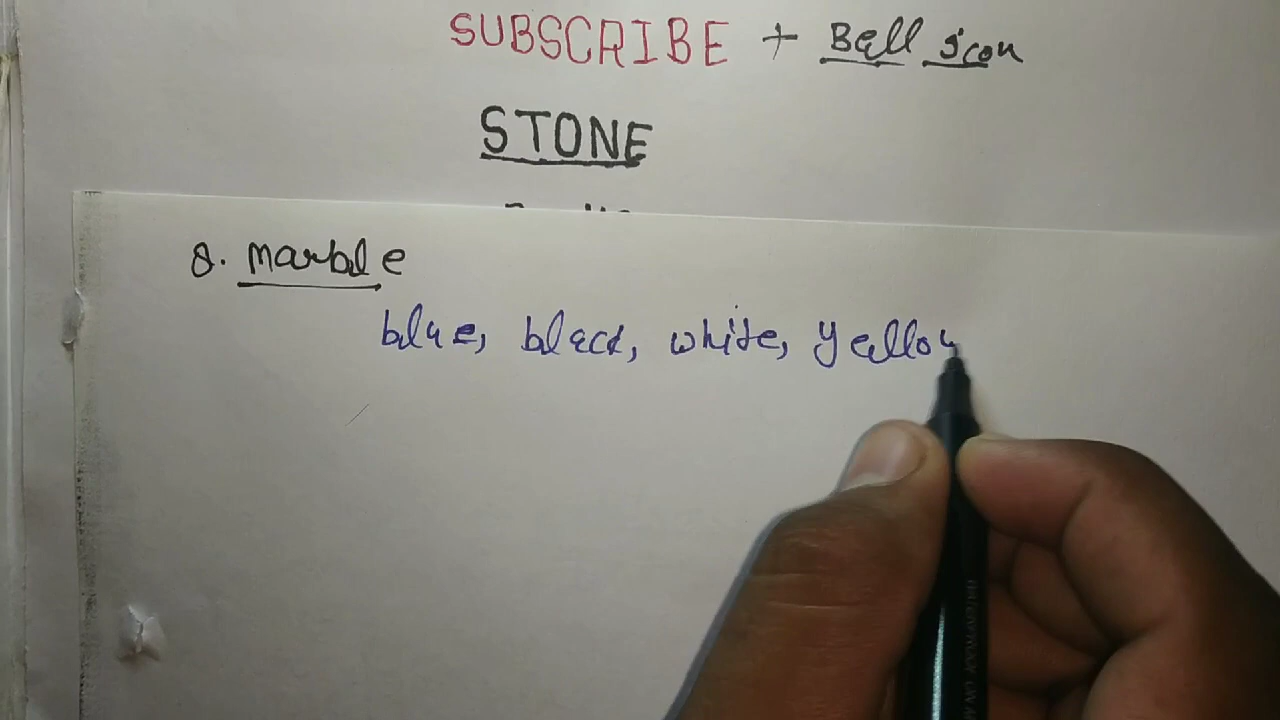 SUBSCRIBE + Bell icon
STONE
8. Marble
blue, black, white, yellow